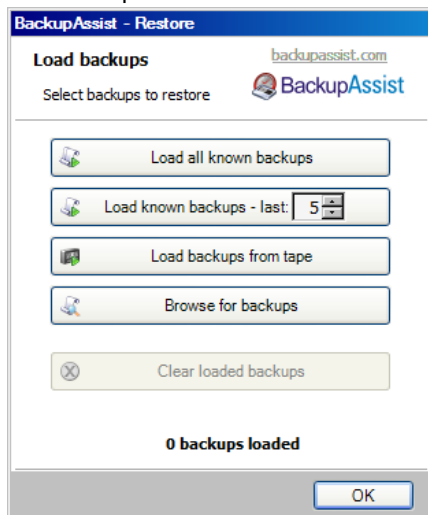 BackupAssist - Restore
Load backups
backupassist.com
Select backups to restore
BackupAssist
Load all known backups
Load known backups - last: 5
Load backups from tape
Browse for backups
Clear loaded backups
0 backups loaded
OK